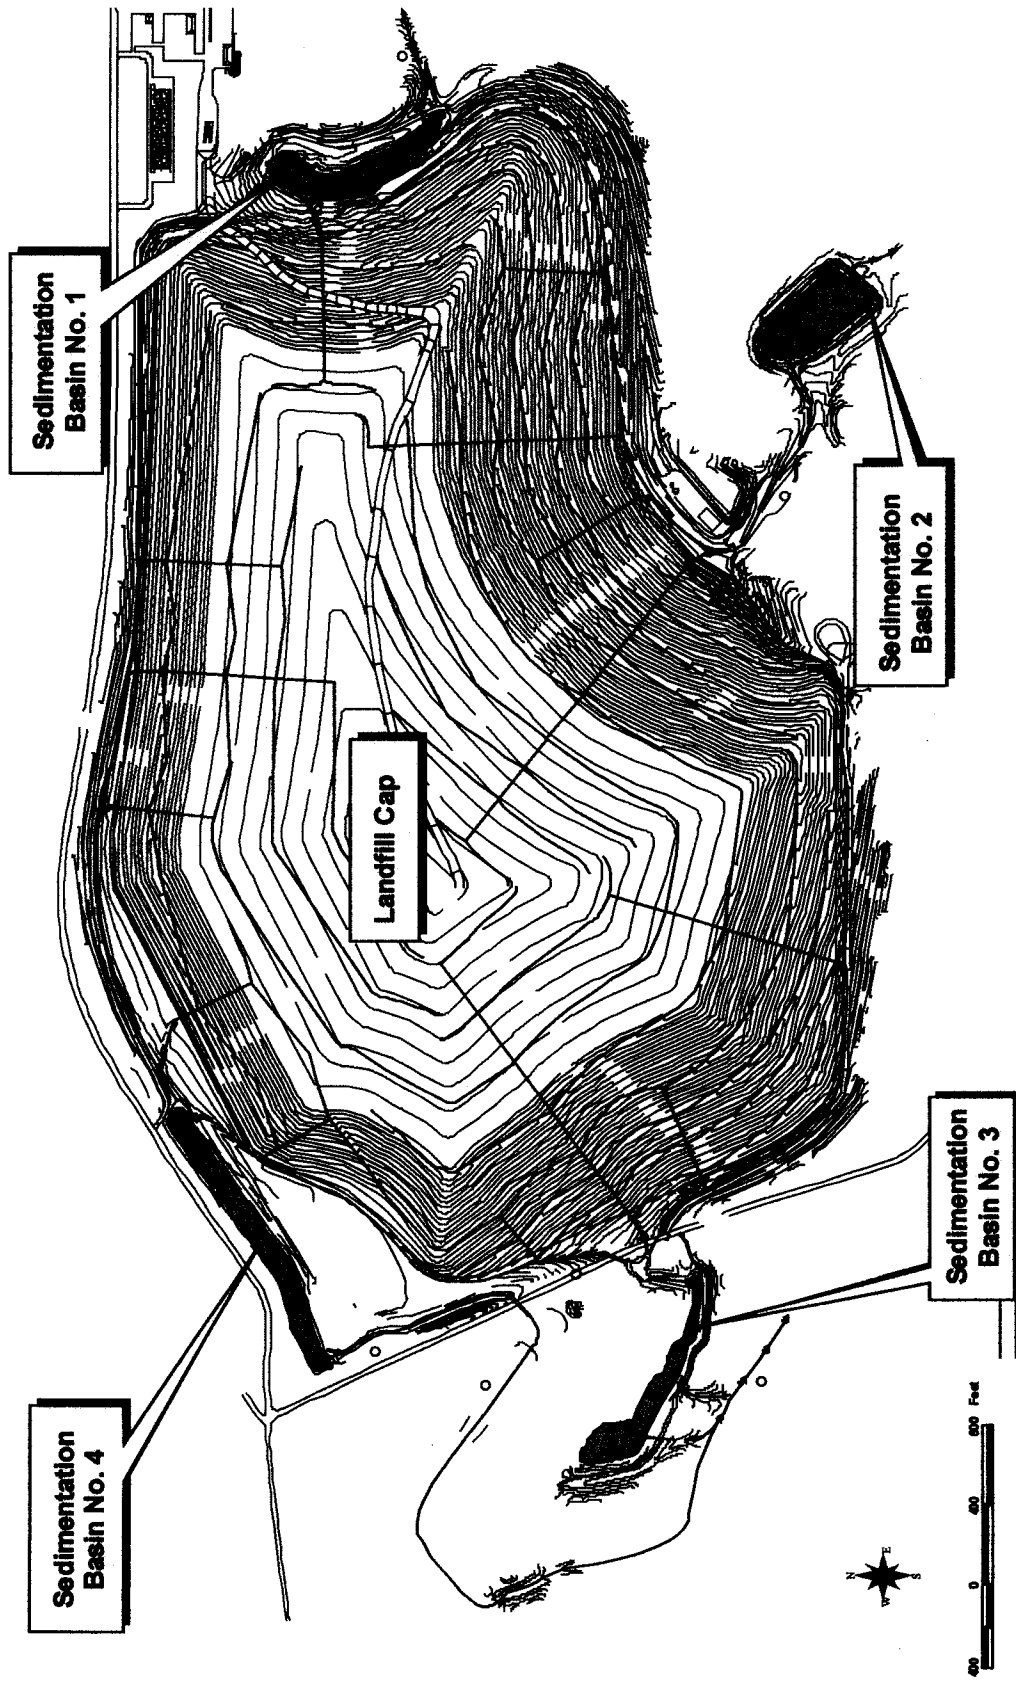 Sedimentation
Basin No. 4
Sedimentation
Basin No. 1
Landfill Cap
Sedimentation
Basin No. 2
N
W E
S
Sedimentation
Basin No. 3
400 0 400 800 Feet